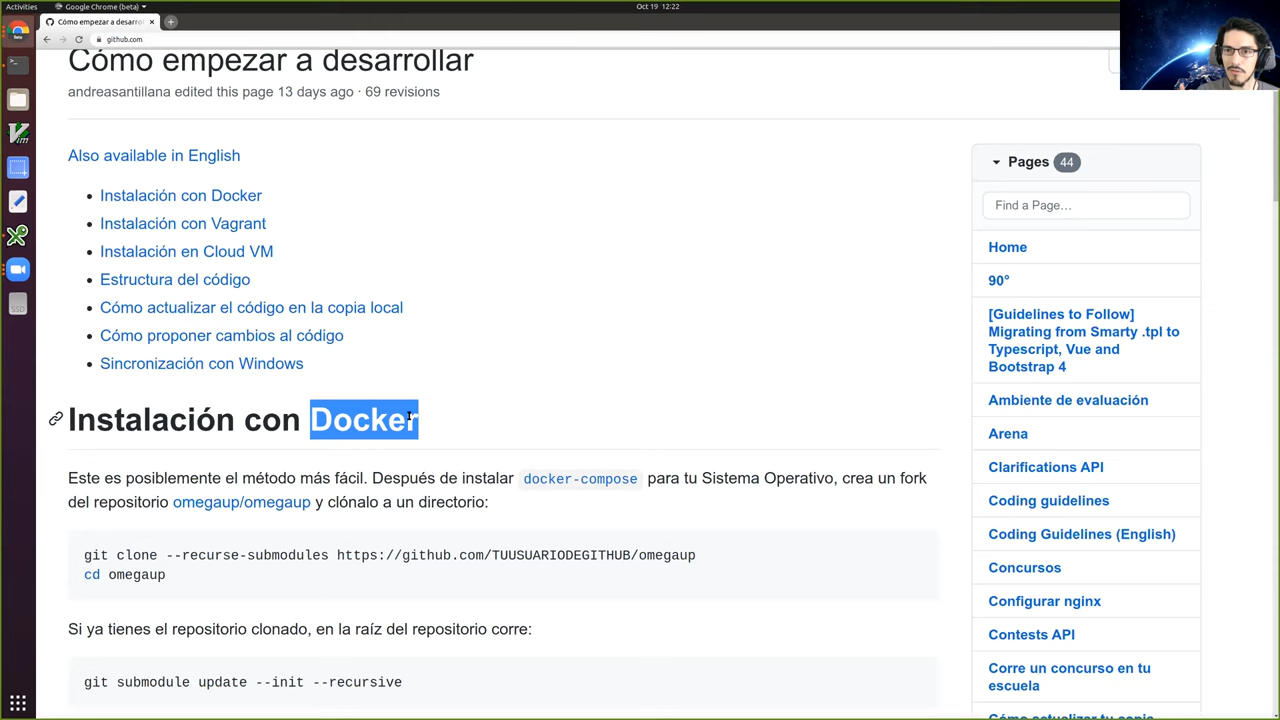 Activities
Google Chrome (beta)
Oct 19 12:22
Cómo empezar a desarrol
github.com
Cómo empezar a desarrollar
andreasantillana edited this page 13 days ago · 69 revisions
Also available in English
Instalación con Docker
Instalación con Vagrant
Instalación en Cloud VM
Estructura del código
Cómo actualizar el código en la copia local
Cómo proponer cambios al código
Sincronización con Windows
Instalación con Docker
Este es posiblemente el método más fácil. Después de instalar docker-compose para tu Sistema Operativo, crea un fork
del repositorio omegaup/omegaup y clónalo a un directorio:
git clone --recurse-submodules https://github.com/TUUSUARIODEGITHUB/omegaup
cd omegaup
Si ya tienes el repositorio clonado, en la raíz del repositorio corre:
git submodule update --init --recursive
Pages 44
Find a Page…
Home
90°
[Guidelines to Follow]
Migrating from Smarty .tpl to
Typescript, Vue and
Bootstrap 4
Ambiente de evaluación
Arena
Clarifications API
Coding guidelines
Coding Guidelines (English)
Concursos
Configurar nginx
Contests API
Corre un concurso en tu
escuela
Cómo actualizar tu copia
SSD